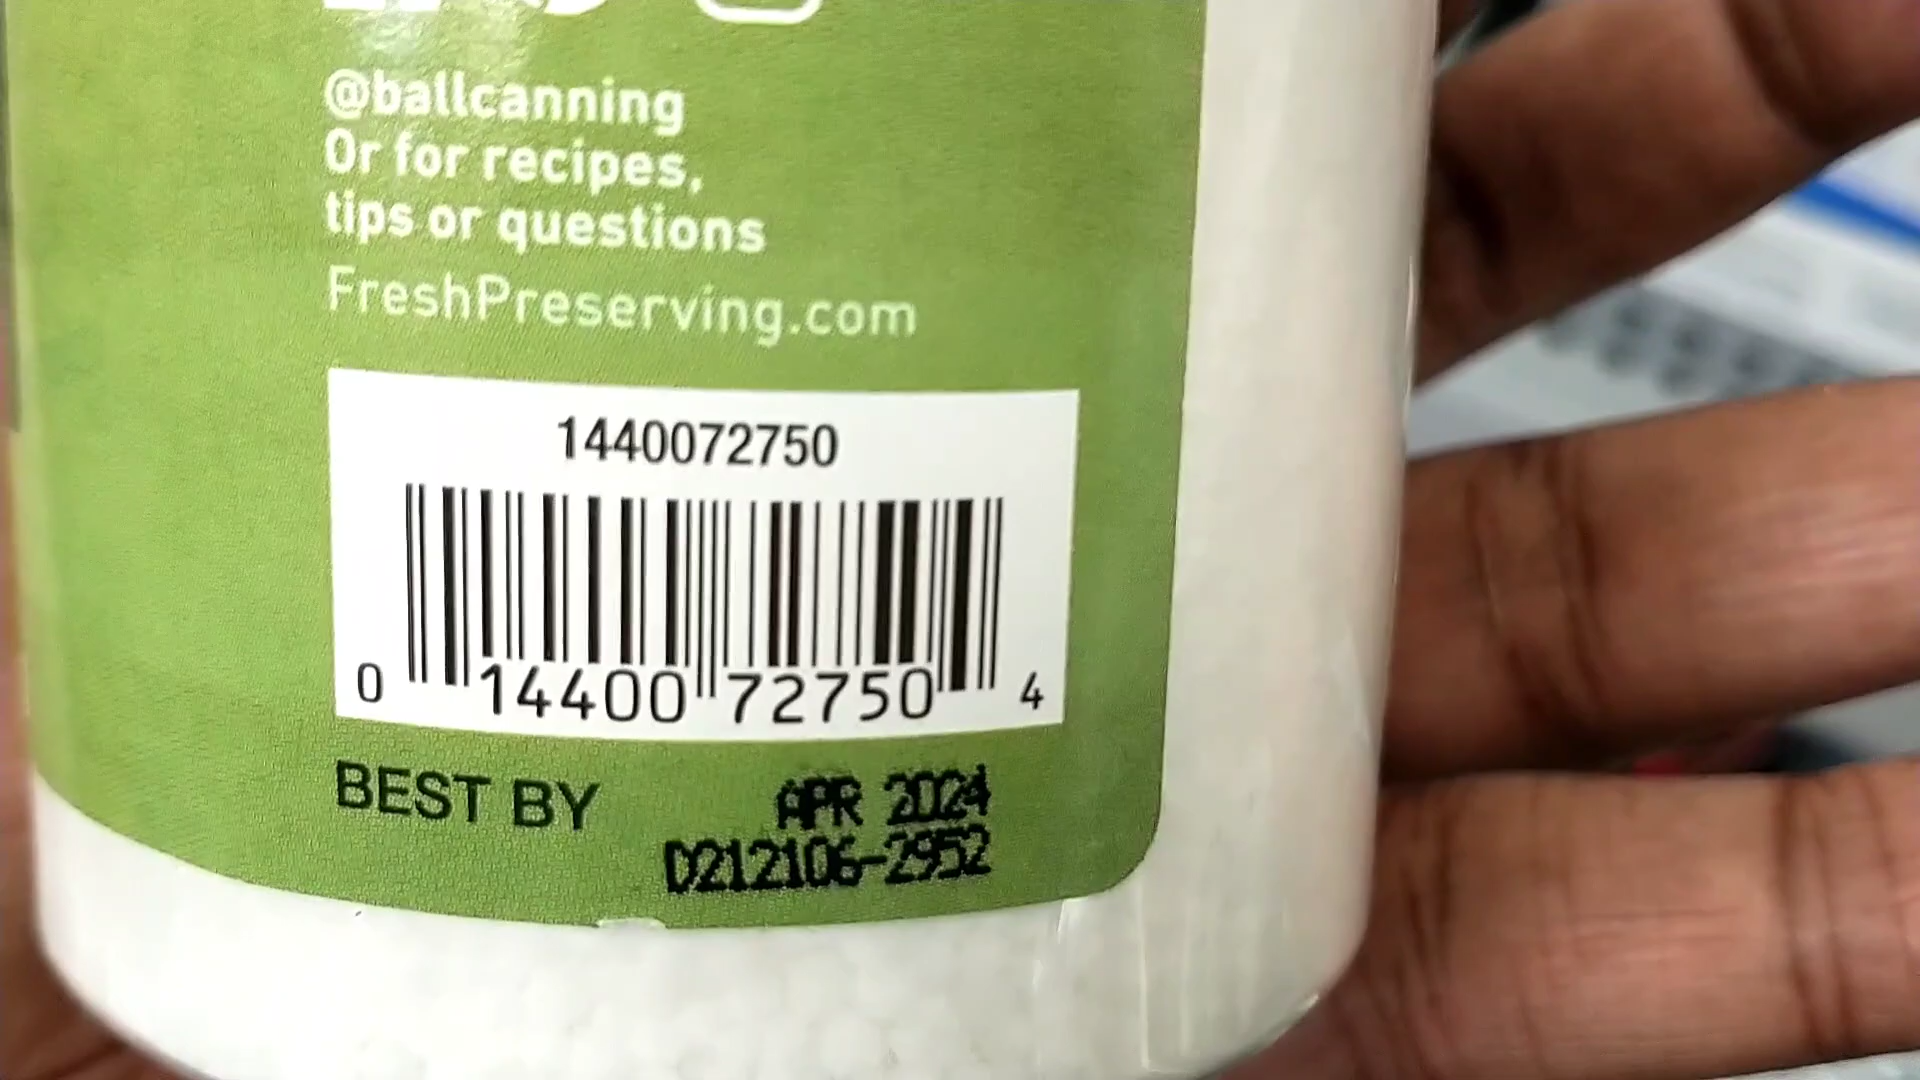 @ballcanning
Or for recipes,
tips or questions
FreshPreserving.com
1440072750
0 14400 72750 4
BEST BY APR 2024
D212106-2952